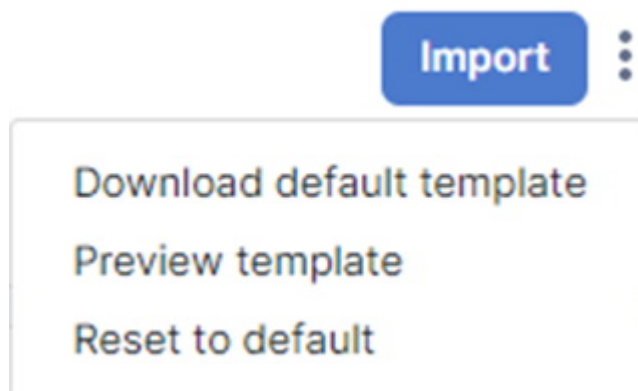 Import
Download default template
Preview template
Reset to default